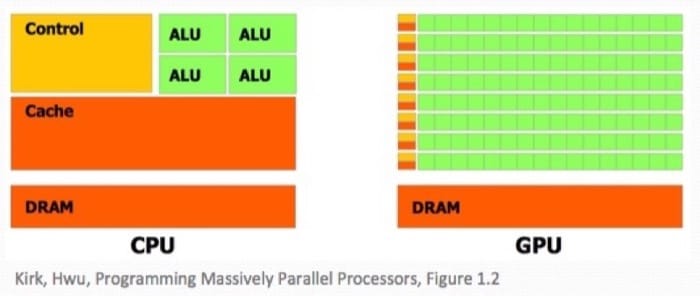 Control
ALU ALU
ALU ALU
Cache
DRAM
CPU
DRAM
GPU
Kirk, Hwu, Programming Massively Parallel Processors, Figure 1.2